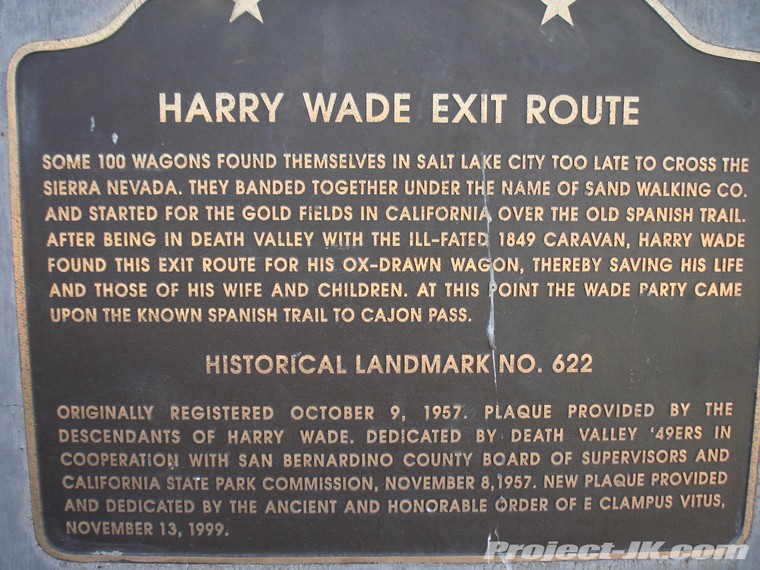 HARRY WADE EXIT ROUTE
SOME 100 WAGONS FOUND THEMSELVES IN SALT LAKE CITY TOO LATE TO CROSS THE
SIERRA NEVADA. THEY BANDED TOGETHER UNDER THE NAME OF SAND WALKING CO.
AND STARTED FOR THE GOLD FIELDS IN CALIFORNIA OVER THE OLD SPANISH TRAIL.
AFTER BEING IN DEATH VALLEY WITH THE ILL-FATED 1849 CARAVAN, HARRY WADE
FOUND THIS EXIT ROUTE FOR HIS OX-DRAWN WAGON, THEREBY SAVING HIS LIFE
AND THOSE OF HIS WIFE AND CHILDREN. AT THIS POINT THE WADE PARTY CAME
UPON THE KNOWN SPANISH TRAIL TO CAJON PASS.
HISTORICAL LANDMARK NO. 622
ORIGINALLY REGISTERED OCTOBER 9, 1957. PLAQUE PROVIDED BY THE
DESCENDANTS OF HARRY WADE. DEDICATED BY DEATH VALLEY '49ERS IN
COOPERATION WITH SAN BERNARDINO COUNTY BOARD OF SUPERVISORS AND
CALIFORNIA STATE PARK COMMISSION, NOVEMBER 8,1957. NEW PLAQUE PROVIDED
AND DEDICATED BY THE ANCIENT AND HONORABLE ORDER OF E CLAMPUS VITUS,
NOVEMBER 13, 1999.
Project-JK.com